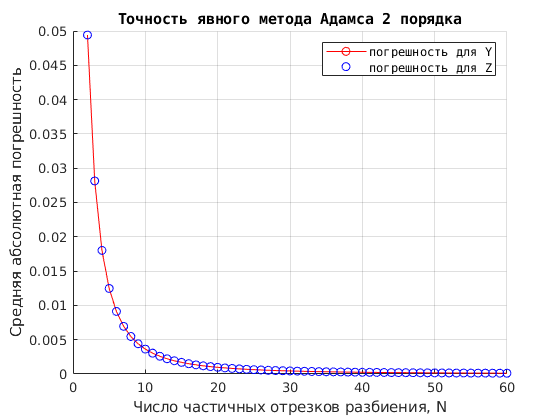 Точность явного метода Адамса 2 порядка
погрешность для Y
погрешность для Z
Средняя абсолютная погрешность
0.05
0.045
0.04
0.035
0.03
0.025
0.02
0.015
0.01
0.005
0
0 10 20 30 40 50 60
Число частичных отрезков разбиения, N